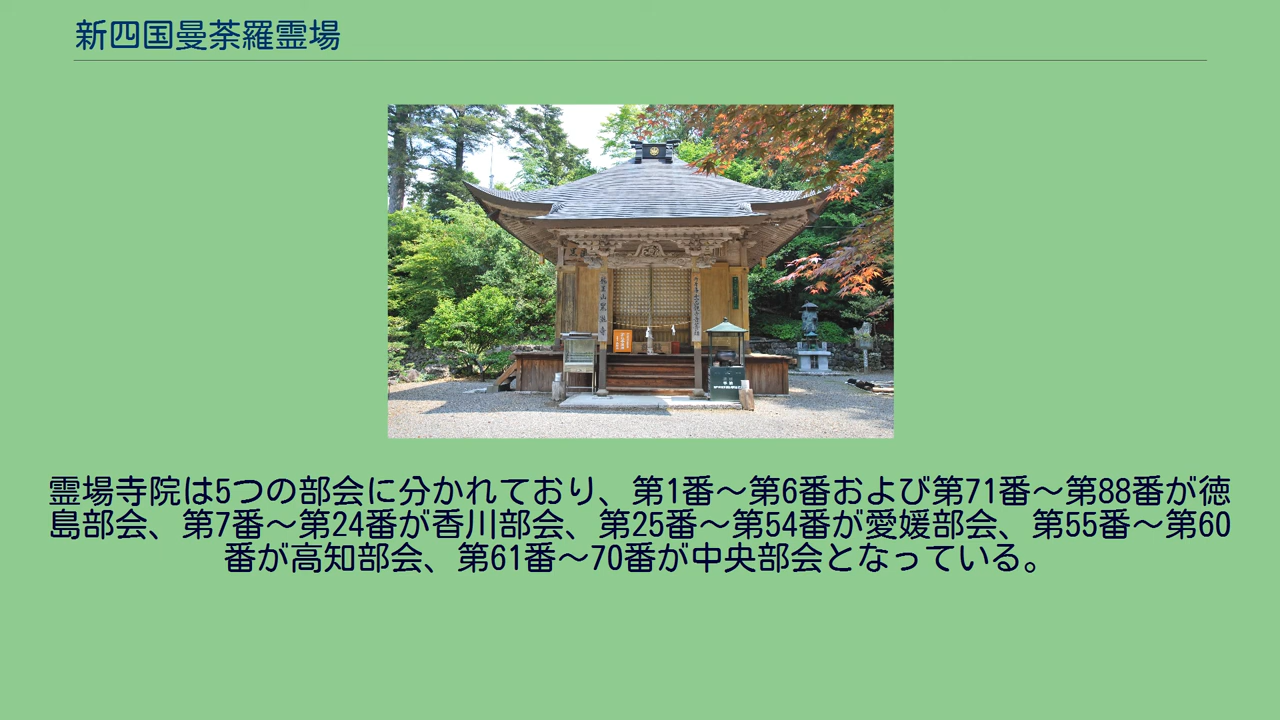 新四国曼荼羅霊場
霊場寺院は5つの部会に分かれており、第1番～第6番および第71番～第88番が徳
島部会、第7番～第24番が香川部会、第25番～第54番が愛媛部会、第55番～第60
番が高知部会、第61番～70番が中央部会となっている。